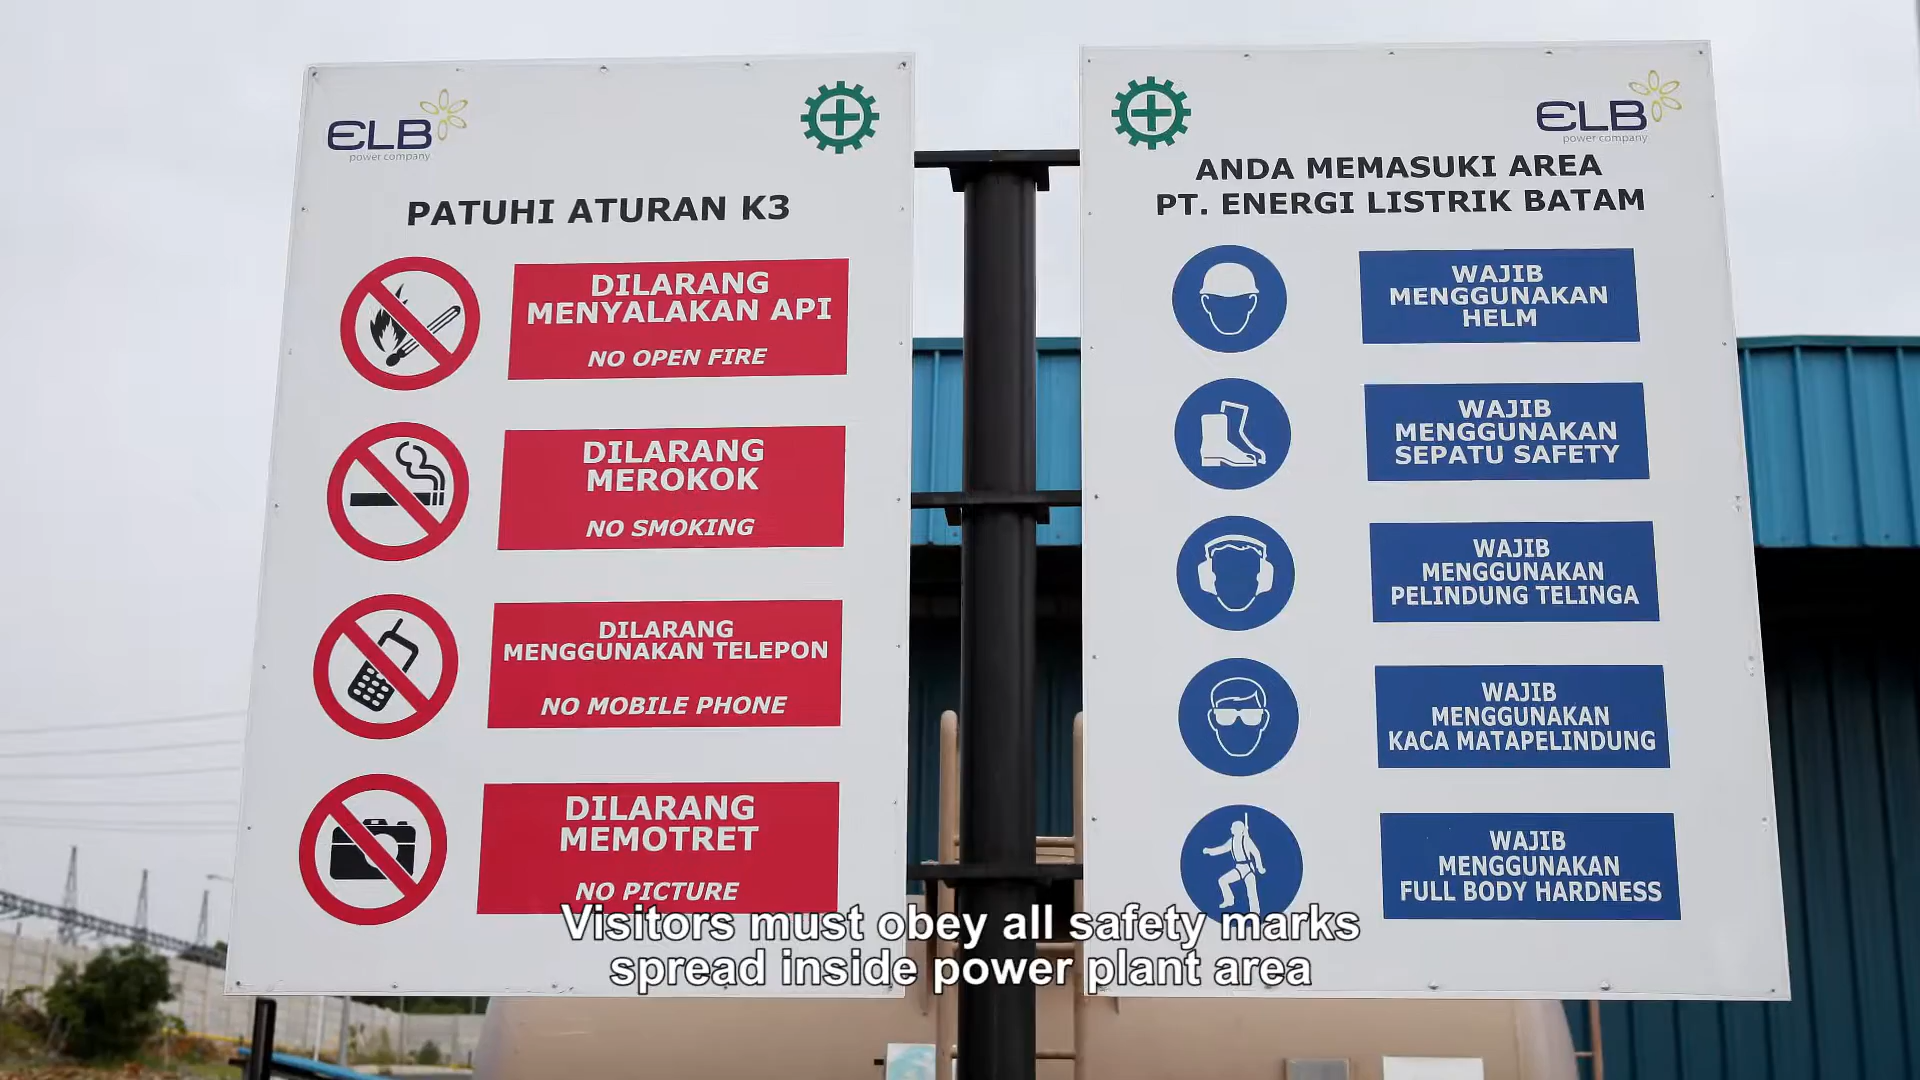 ELB
power company
PATUHI ATURAN K3
DILARANG
MENYALAKAN API
NO OPEN FIRE
DILARANG
MEROKOK
NO SMOKING
DILARANG
MENGGUNAKAN TELEPON
NO MOBILE PHONE
DILARANG
MEMOTRET
NO PICTURE
ELB
power company
ANDA MEMASUKI AREA
PT. ENERGI LISTRIK BATAM
WAJIB
MENGGUNAKAN
HELM
WAJIB
MENGGUNAKAN
SEPATU SAFETY
WAJIB
MENGGUNAKAN
PELINDUNG TELINGA
WAJIB
MENGGUNAKAN
KACA MATAPELINDUNG
WAJIB
MENGGUNAKAN
FULL BODY HARDNESS
Visitors must obey all safety marks
spread inside power plant area